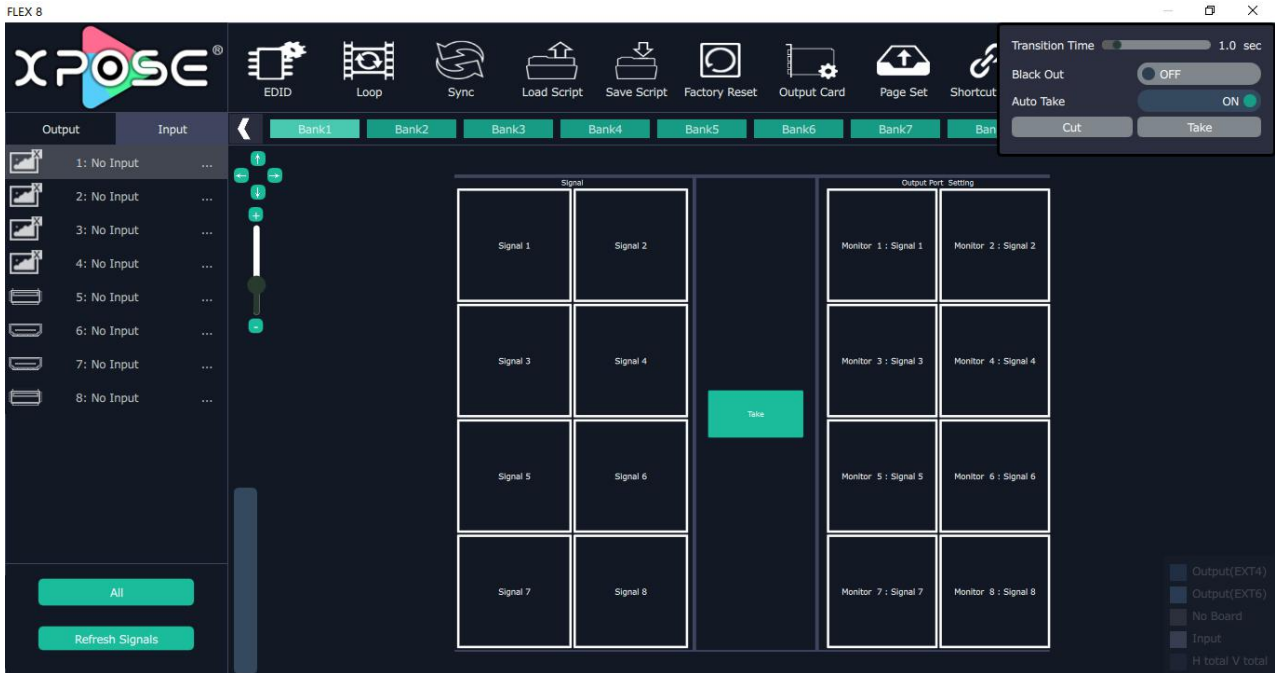 FLEX 8
XPOSE®
EDID
Loop
Sync
Load Script
Save Script
Factory Reset
Output Card
Page Set
Shortcut
Transition Time 1.0 sec
Black Out OFF
Auto Take ON
Cut Take
Output Input
Bank1 Bank2 Bank3 Bank4 Bank5 Bank6 Bank7 Ban
1: No Input ...
2: No Input ...
3: No Input ...
4: No Input ...
5: No Input ...
6: No Input ...
7: No Input ...
8: No Input ...
All
Refresh Signals
+
-
Signal
Signal 1 Signal 2
Signal 3 Signal 4
Signal 5 Signal 6
Signal 7 Signal 8
Take
Output Port Setting
Monitor 1 : Signal 1 Monitor 2 : Signal 2
Monitor 3 : Signal 3 Monitor 4 : Signal 4
Monitor 5 : Signal 5 Monitor 6 : Signal 6
Monitor 7 : Signal 7 Monitor 8 : Signal 8
Output(EXT4)
Output(EXT6)
No Board
Input
H total V total